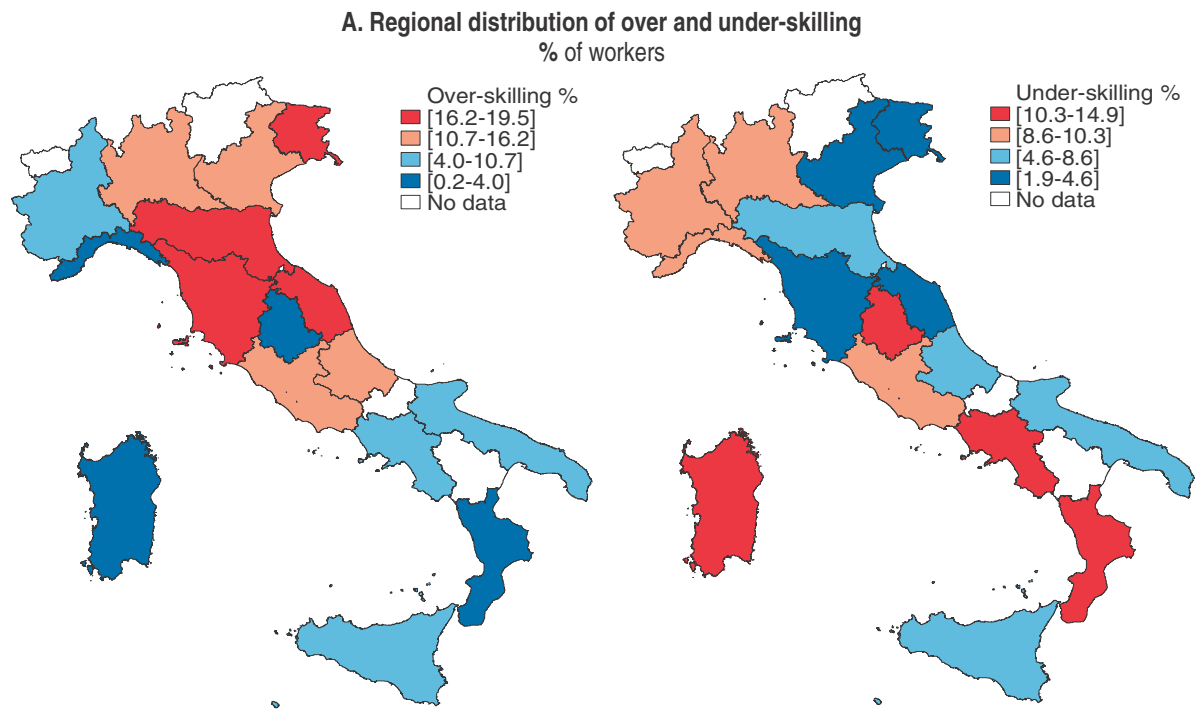 A. Regional distribution of over and under-skilling
% of workers
Over-skilling %
[16.2-19.5]
[10.7-16.2]
[4.0-10.7]
[0.2-4.0]
No data
Under-skilling %
[10.3-14.9]
[8.6-10.3]
[4.6-8.6]
[1.9-4.6]
No data